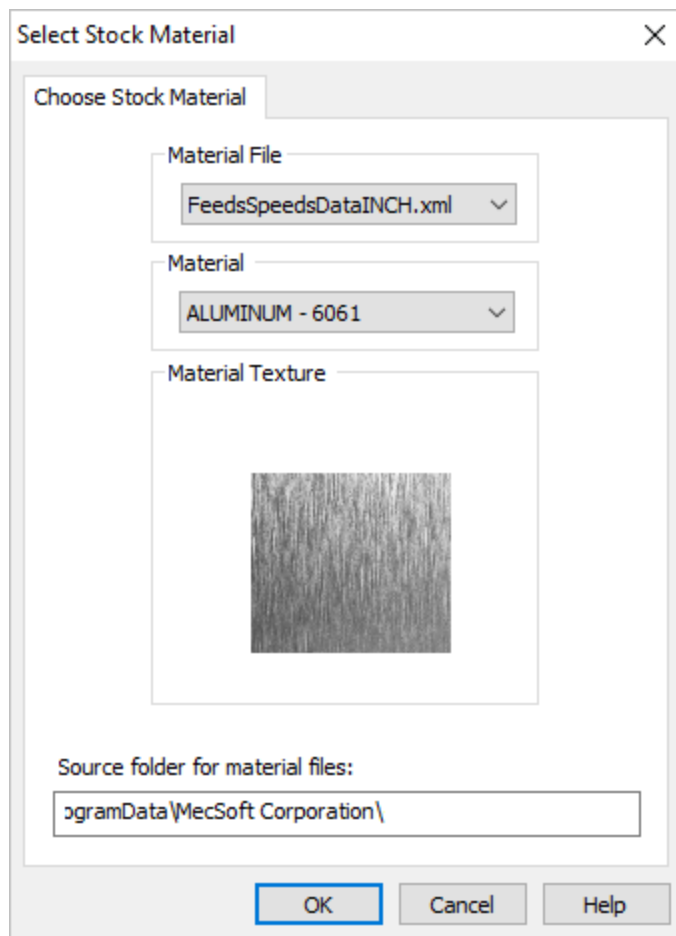 Select Stock Material
Choose Stock Material
Material File
FeedsSpeedsDataINCH.xml
Material
ALUMINUM - 6061
Material Texture
Source folder for material files:
ogramData\MecSoft Corporation\
OK Cancel Help